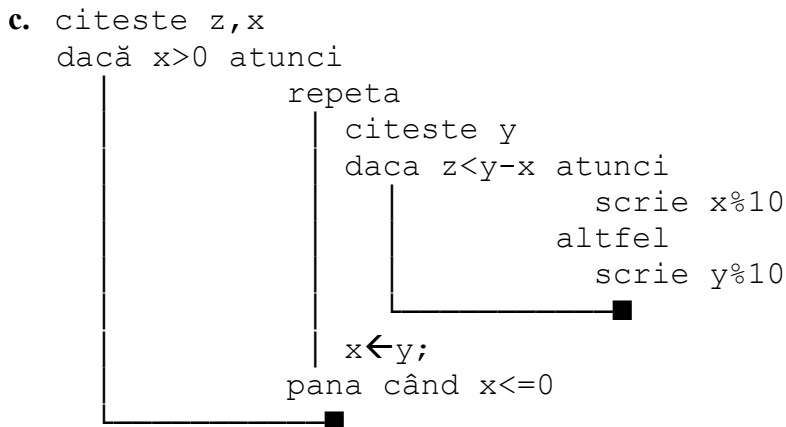 c. citeste z,x
dacă x>0 atunci
repeta
citeste y
daca z<y-x atunci
scrie x%10
altfel
scrie y%10
x←y;
pana când x<=0